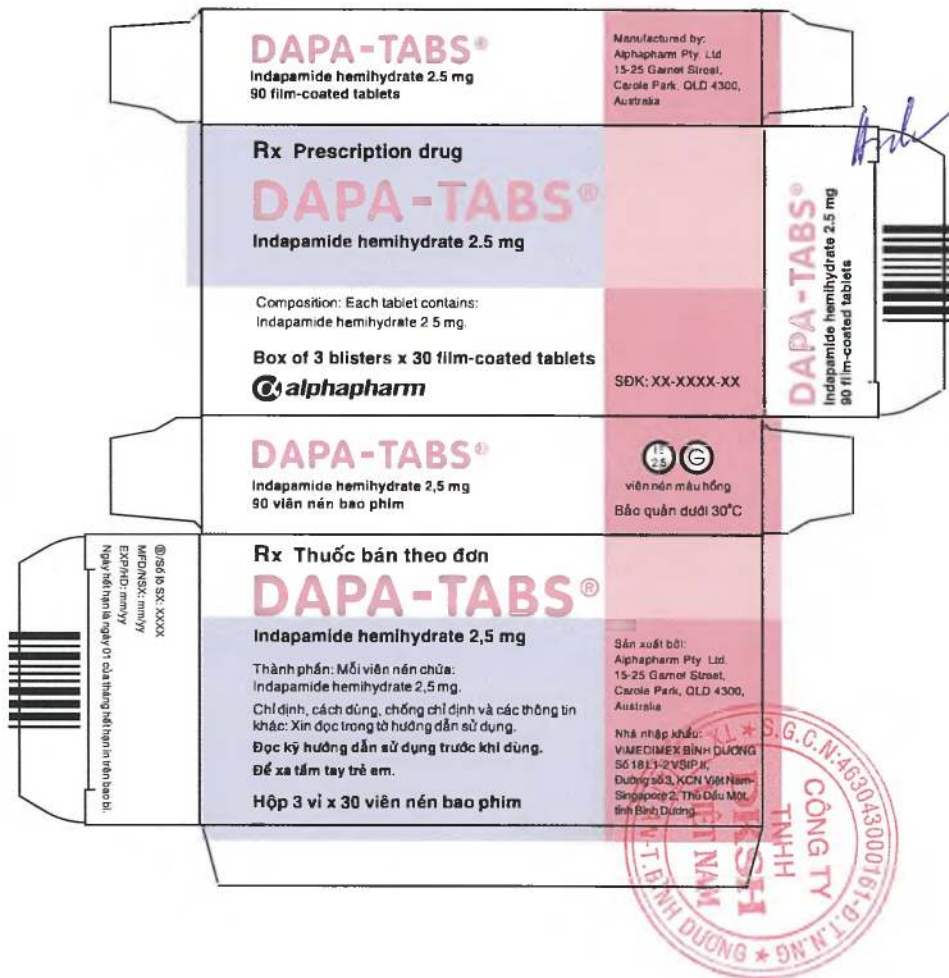 DAPA-TABS®
Indapamide hemihydrate 2.5 mg
90 film-coated tablets
Manufactured by:
Alphapharm Pty. Ltd
15-25 Garnet Street,
Carole Park, QLD 4300,
Australia
Rx Prescription drug
DAPA-TABS®
Indapamide hemihydrate 2.5 mg
Composition: Each tablet contains:
Indapamide hemihydrate 2 5 mg.
Box of 3 blisters x 30 film-coated tablets
alphapharm
SĐK: XX-XXXX-XX
DAPA-TABS®
Indapamide hemihydrate 2.5 mg
90 film-coated tablets
DAPA-TABS®
Indapamide hemihydrate 2,5 mg
90 viên nén bao phim
2.5
G
viên nén màu hồng
Bảo quản dưới 30°C
Rx Thuốc bán theo đơn
DAPA-TABS®
Indapamide hemihydrate 2,5 mg
Thành phần: Mỗi viên nén chứa:
Indapamide hemihydrate 2,5 mg.
Chỉ định, cách dùng, chống chỉ định và các thông tin
khác: Xin đọc trong tờ hướng dẫn sử dụng.
Đọc kỹ hướng dẫn sử dụng trước khi dùng.
Để xa tầm tay trẻ em.
Hộp 3 vỉ x 30 viên nén bao phim
Sản xuất bởi:
Alphapharm Pty Ltd.
15-25 Garnet Street,
Carole Park, QLD 4300,
Australia
Nhà nhập khẩu:
VIMEDIMEX BÌNH DƯƠNG
Số 18 L1-2 VSIP II,
Đường số 3, KCN Việt Nam-
Singapore 2, Thủ Dầu Một,
tỉnh Bình Dương.
®/Số lô SX: XXXX
MFD/NSX: mm/yy
EXP/HD: mm/yy
Ngày hết hạn là ngày 01 của tháng hết hạn in trên bao bì.
S.G.C.N:463043000161-Đ.T.N.N.G
CÔNG TY
TNHH
DKSH
VIỆT NAM
T.BÌNH DƯƠNG